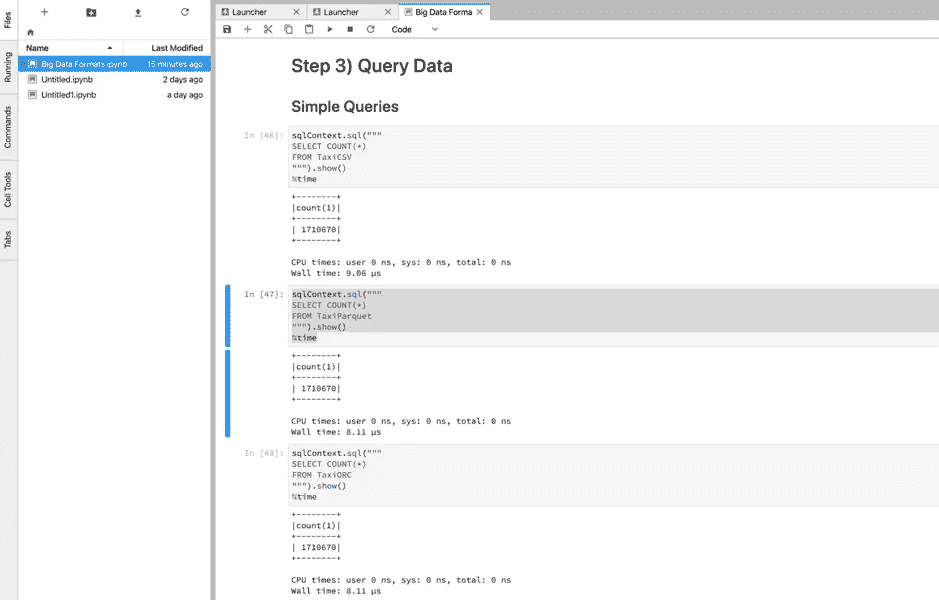 Files
Running
Commands
Cell Tools
Tabs
Name
Last Modified
Big Data Formats.ipynb
15 minutes ago
Untitled.ipynb
2 days ago
Untitled1.ipynb
a day ago
Launcher
Launcher
Big Data Forma
Code
Step 3) Query Data
Simple Queries
In [46]:
sqlContext.sql("""
SELECT COUNT(*)
FROM TaxiCSV
""").show()
%time
+--------+
|count(1)|
+--------+
| 1710670|
+--------+
CPU times: user 0 ns, sys: 0 ns, total: 0 ns
Wall time: 9.06 µs
In [47]:
sqlContext.sql("""
SELECT COUNT(*)
FROM TaxiParquet
""").show()
%time
+--------+
|count(1)|
+--------+
| 1710670|
+--------+
CPU times: user 0 ns, sys: 0 ns, total: 0 ns
Wall time: 8.11 µs
In [48]:
sqlContext.sql("""
SELECT COUNT(*)
FROM TaxiORC
""").show()
%time
+--------+
|count(1)|
+--------+
| 1710670|
+--------+
CPU times: user 0 ns, sys: 0 ns, total: 0 ns
Wall time: 8.11 µs